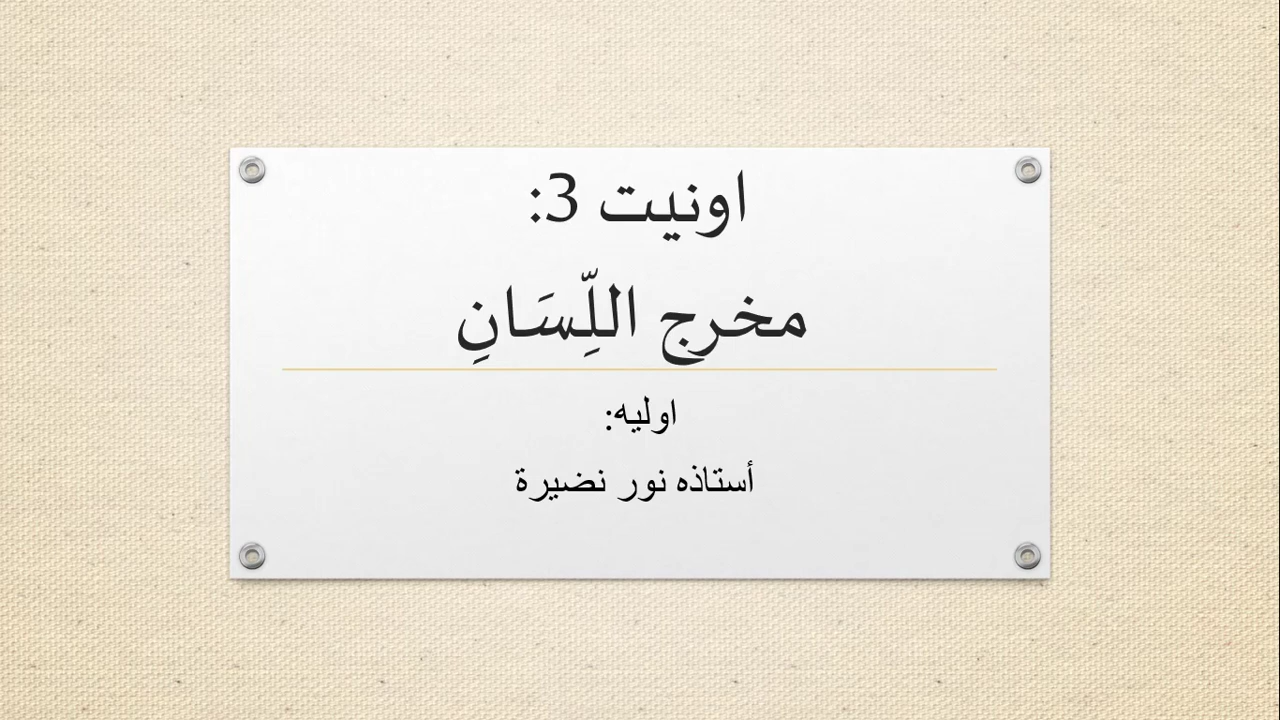 اونيت 3:
مخرج اللِّسَانِ
اوليه:
أستاذه نور نضيرة